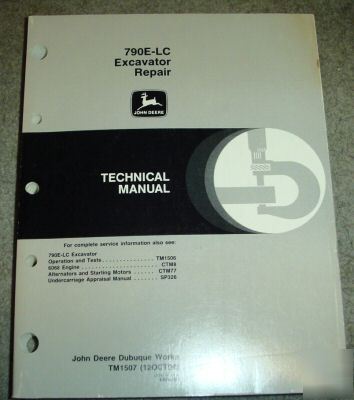 790E-LC
Excavator
Repair
JOHN DEERE
TECHNICAL
MANUAL
For complete service information also see:
790E-LC Excavator
Operation and Tests . . . . . . . . . . . . . . . TM1506
6068 Engine . . . . . . . . . . . . . . . . . . . . . CTM8
Alternators and Starting Motors . . . . . . CTM77
Undercarriage Appraisal Manual . . . . . . SP326
John Deere Dubuque Works
TM1507 (12OCT94)